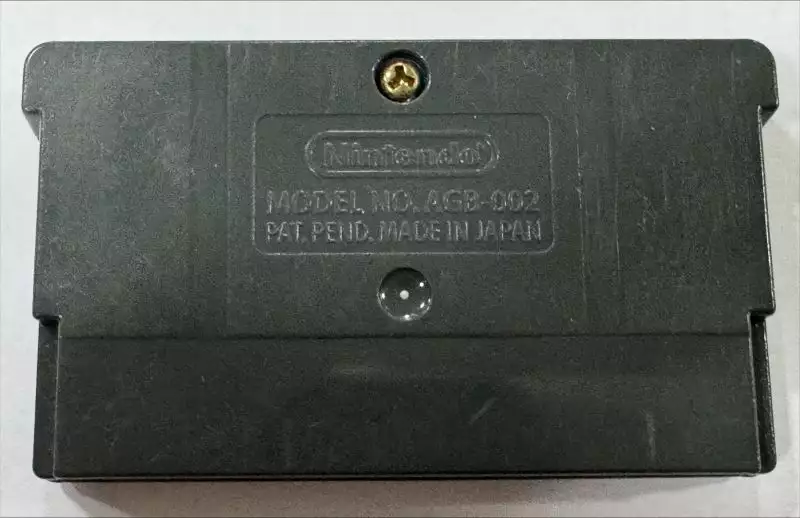 Nintendo
MODEL NO. AGB-002
PAT. PEND. MADE IN JAPAN